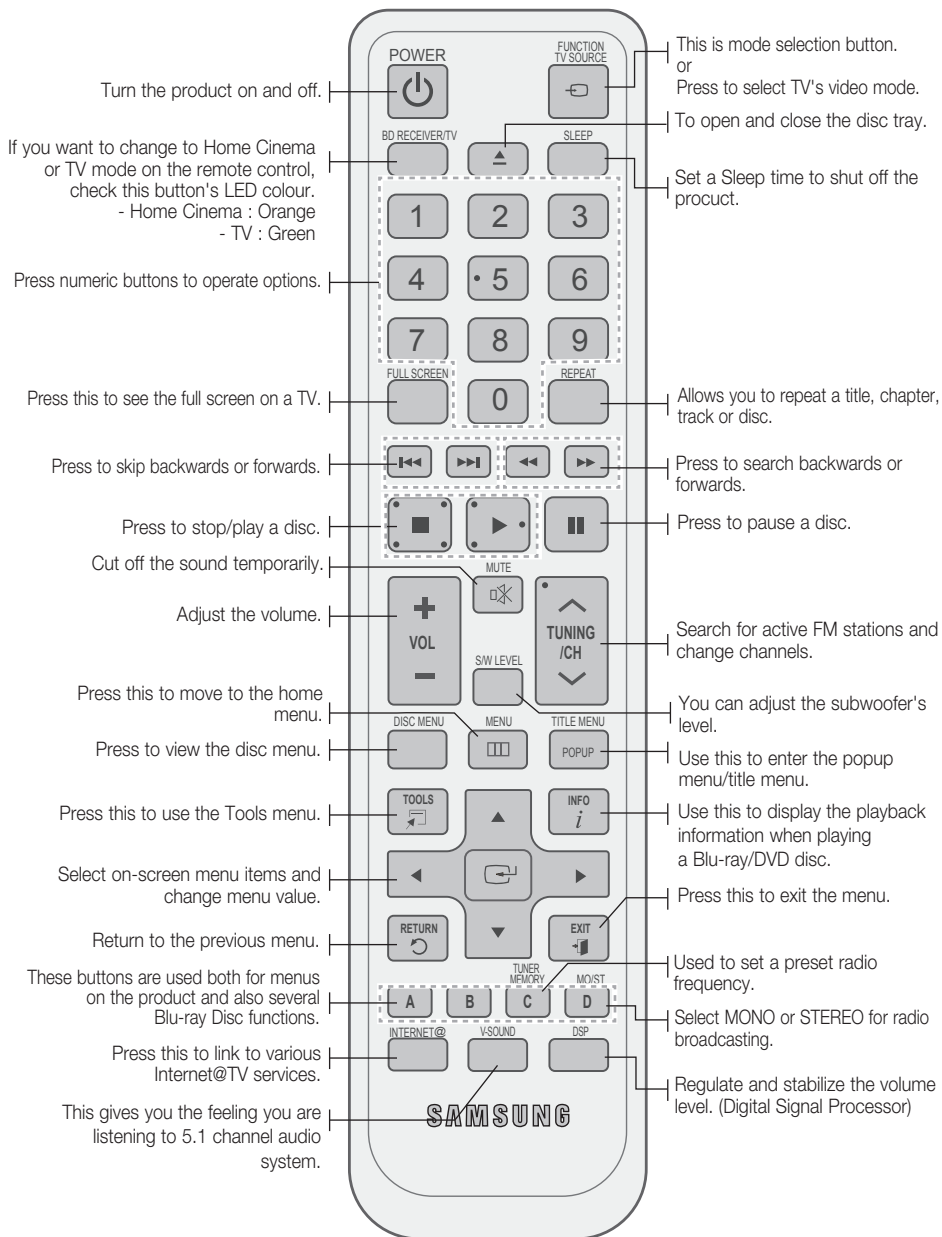 POWER
FUNCTION
TV SOURCE
This is mode selection button.
or
Press to select TV's video mode.
Turn the product on and off.
BD RECEIVER/TV
SLEEP
To open and close the disc tray.
If you want to change to Home Cinema
or TV mode on the remote control,
check this button's LED colour.
- Home Cinema : Orange
- TV : Green
Set a Sleep time to shut off the
procuct.
1
2
3
Press numeric buttons to operate options.
4
5
6
7
8
9
FULL SCREEN
REPEAT
0
Press this to see the full screen on a TV.
Allows you to repeat a title, chapter,
track or disc.
Press to skip backwards or forwards.
Press to search backwards or
forwards.
Press to stop/play a disc.
Press to pause a disc.
Cut off the sound temporarily.
MUTE
Adjust the volume.
VOL
TUNING
/CH
Search for active FM stations and
change channels.
S/W LEVEL
Press this to move to the home
menu.
You can adjust the subwoofer's
level.
DISC MENU
MENU
TITLE MENU
POPUP
Press to view the disc menu.
Use this to enter the popup
menu/title menu.
TOOLS
INFO
i
Press this to use the Tools menu.
Use this to display the playback
information when playing
a Blu-ray/DVD disc.
Select on-screen menu items and
change menu value.
Press this to exit the menu.
RETURN
EXIT
Return to the previous menu.
TUNER
MEMORY
MO/ST
Used to set a preset radio
frequency.
These buttons are used both for menus
on the product and also several
Blu-ray Disc functions.
A
B
C
D
Select MONO or STEREO for radio
broadcasting.
INTERNET@
V-SOUND
DSP
Press this to link to various
Internet@TV services.
Regulate and stabilize the volume
level. (Digital Signal Processor)
This gives you the feeling you are
listening to 5.1 channel audio
system.
SAMSUNG